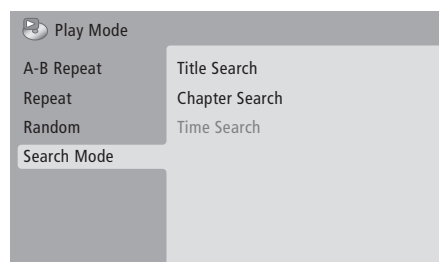 Play Mode
A-B Repeat
Repeat
Random
Search Mode
Title Search
Chapter Search
Time Search